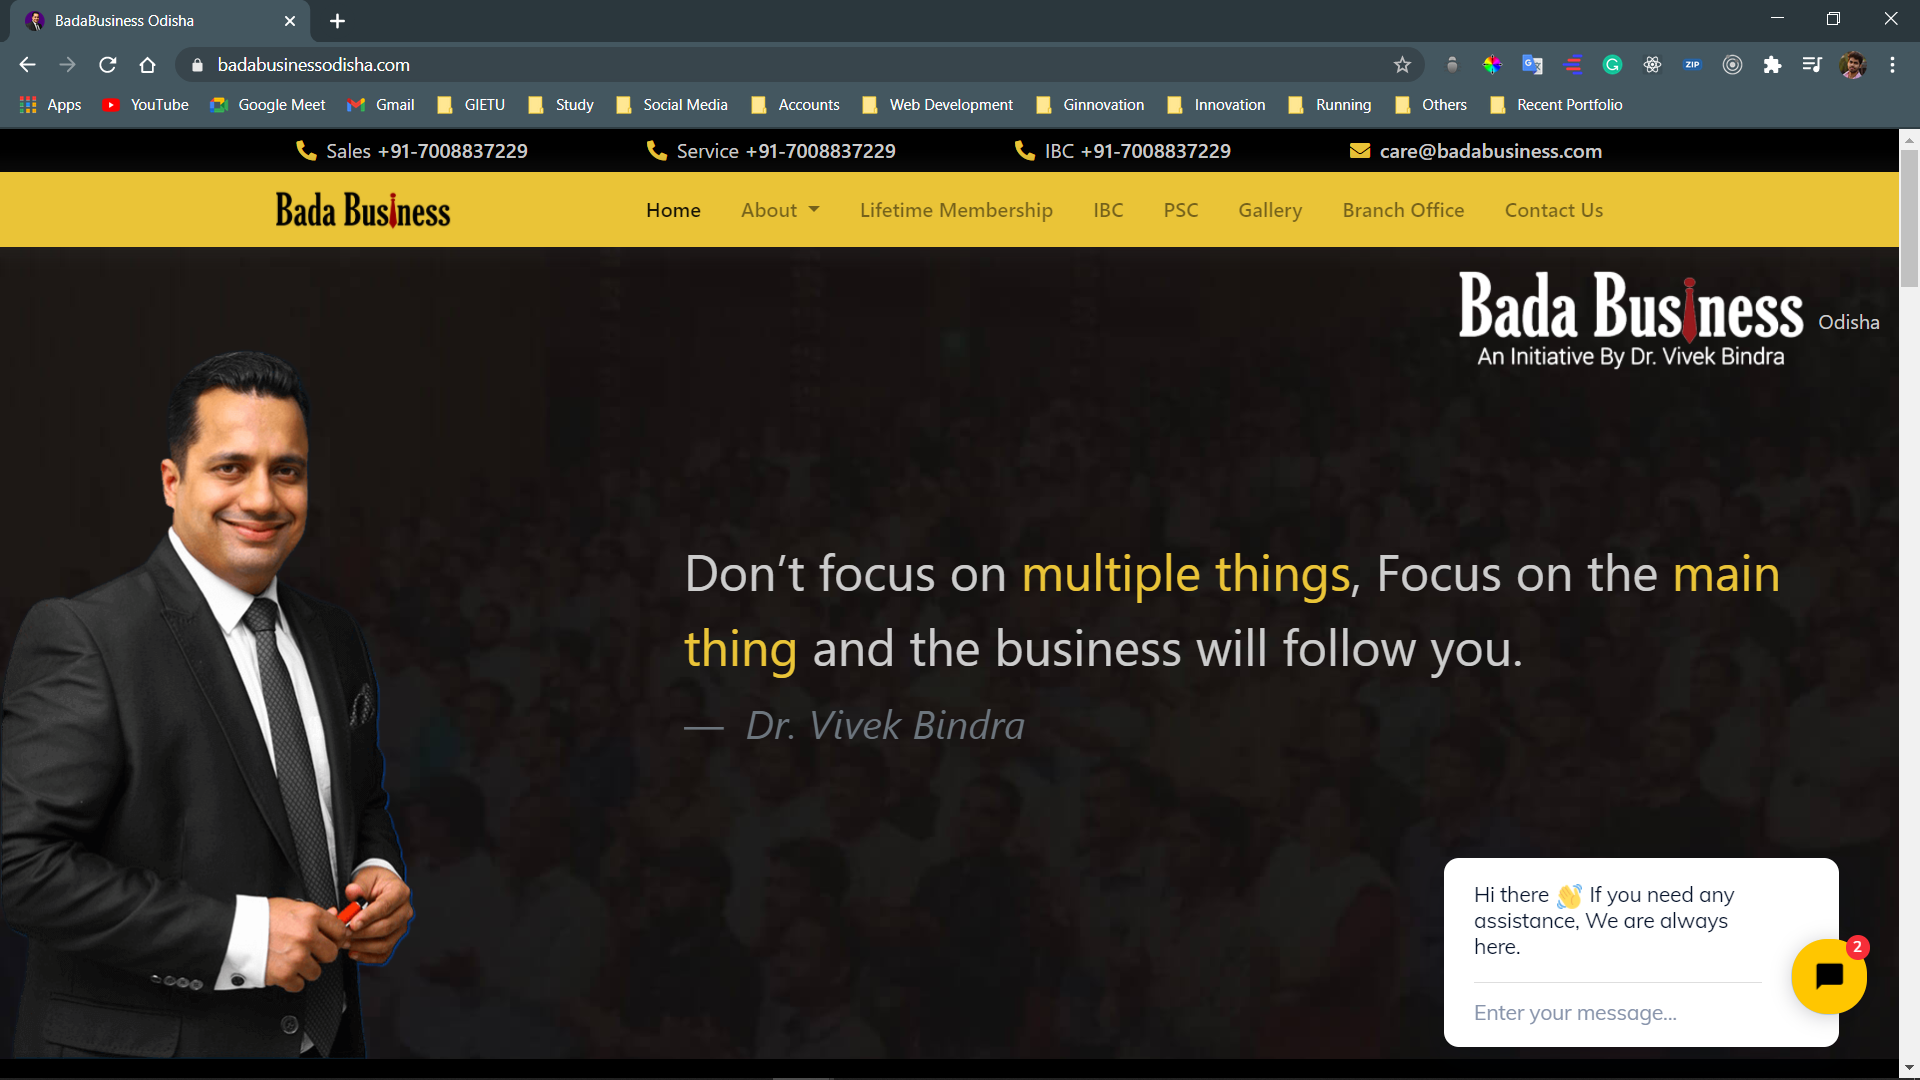 BadaBusiness Odisha
badabusinessodisha.com
Apps YouTube Google Meet Gmail GIETU Study Social Media Accounts Web Development Ginnovation Innovation Running Others Recent Portfolio
Sales +91-7008837229 Service +91-7008837229 IBC +91-7008837229 care@badabusiness.com
Bada Business Home About Lifetime Membership IBC PSC Gallery Branch Office Contact Us
Bada Business Odisha
An Initiative By Dr. Vivek Bindra
Don’t focus on multiple things, Focus on the main
thing and the business will follow you.
— Dr. Vivek Bindra
Hi there 👋 If you need any
assistance, We are always
here.
2
Enter your message...
ZIP